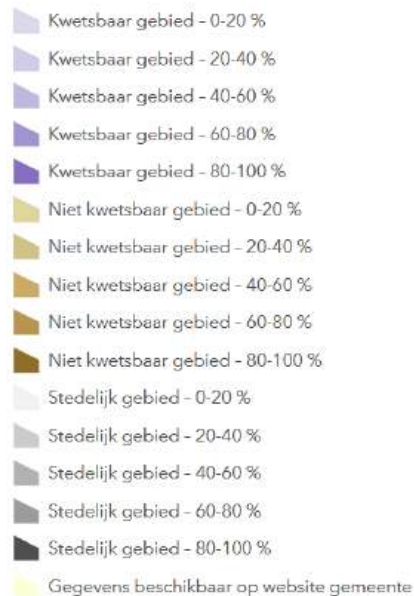 Kwetsbaar gebied - 0-20 %
Kwetsbaar gebied - 20-40 %
Kwetsbaar gebied - 40-60 %
Kwetsbaar gebied - 60-80 %
Kwetsbaar gebied - 80-100 %
Niet kwetsbaar gebied - 0-20 %
Niet kwetsbaar gebied - 20-40 %
Niet kwetsbaar gebied - 40-60 %
Niet kwetsbaar gebied - 60-80 %
Niet kwetsbaar gebied - 80-100 %
Stedelijk gebied - 0-20 %
Stedelijk gebied - 20-40 %
Stedelijk gebied - 40-60 %
Stedelijk gebied - 60-80 %
Stedelijk gebied - 80-100 %
Gegevens beschikbaar op website gemeente